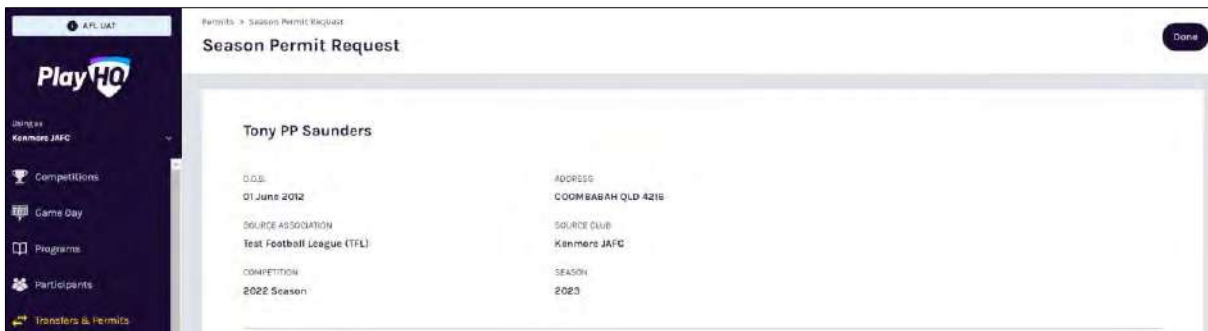 AFL UAT
PlayHQ
Using as
Kenmore JAFC
Competitions
Game Day
Programs
Participants
Transfers & Permits
Permits > Season Permit Request
Season Permit Request
Done
Tony PP Saunders
D.O.B.
01 June 2012
ADDRESS
COOMBABAH QLD 4216
SOURCE ASSOCIATION
Test Football League (TFL)
SOURCE CLUB
Kenmore JAFC
COMPETITION
2022 Season
SEASON
2023